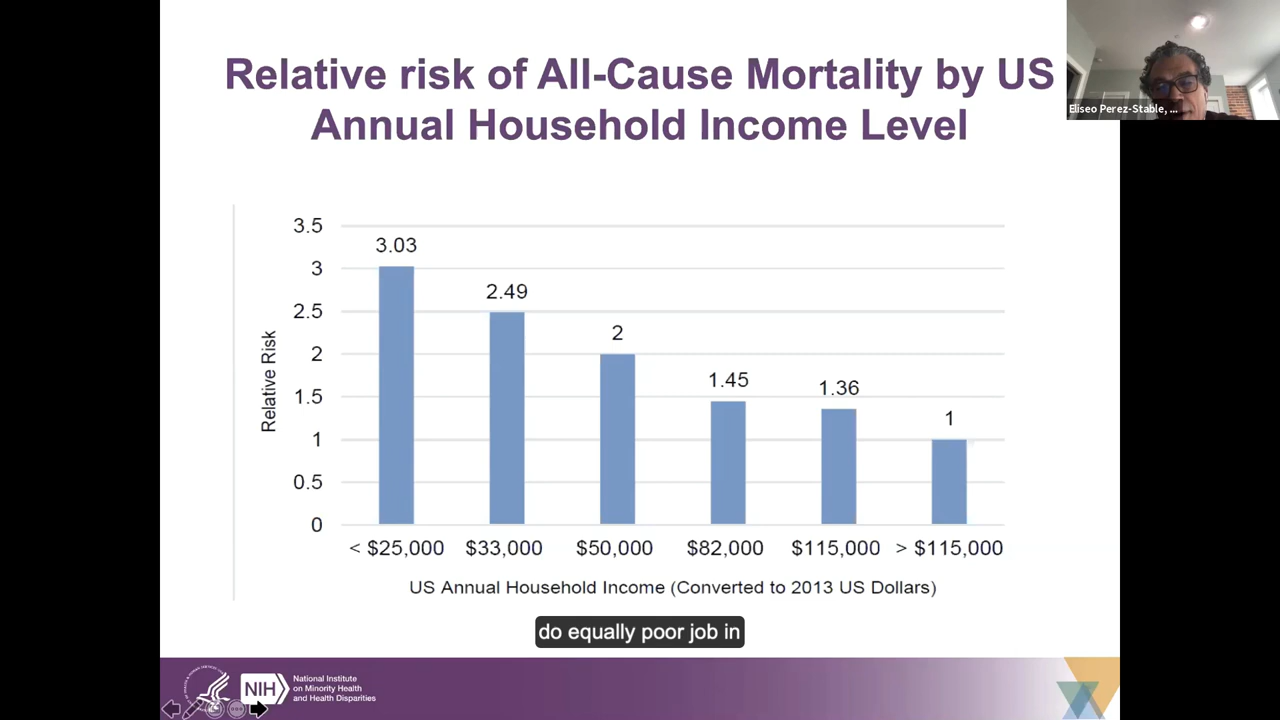 Relative risk of All-Cause Mortality by US
Annual Household Income Level
Eliseo Perez-Stable, ...
3.5
3
2.5
2
1.5
1
0.5
0
Relative Risk
3.03
2.49
2
1.45
1.36
1
< $25,000 $33,000 $50,000 $82,000 $115,000 > $115,000
US Annual Household Income (Converted to 2013 US Dollars)
do equally poor job in
NIH
National Institute
on Minority Health
and Health Disparities